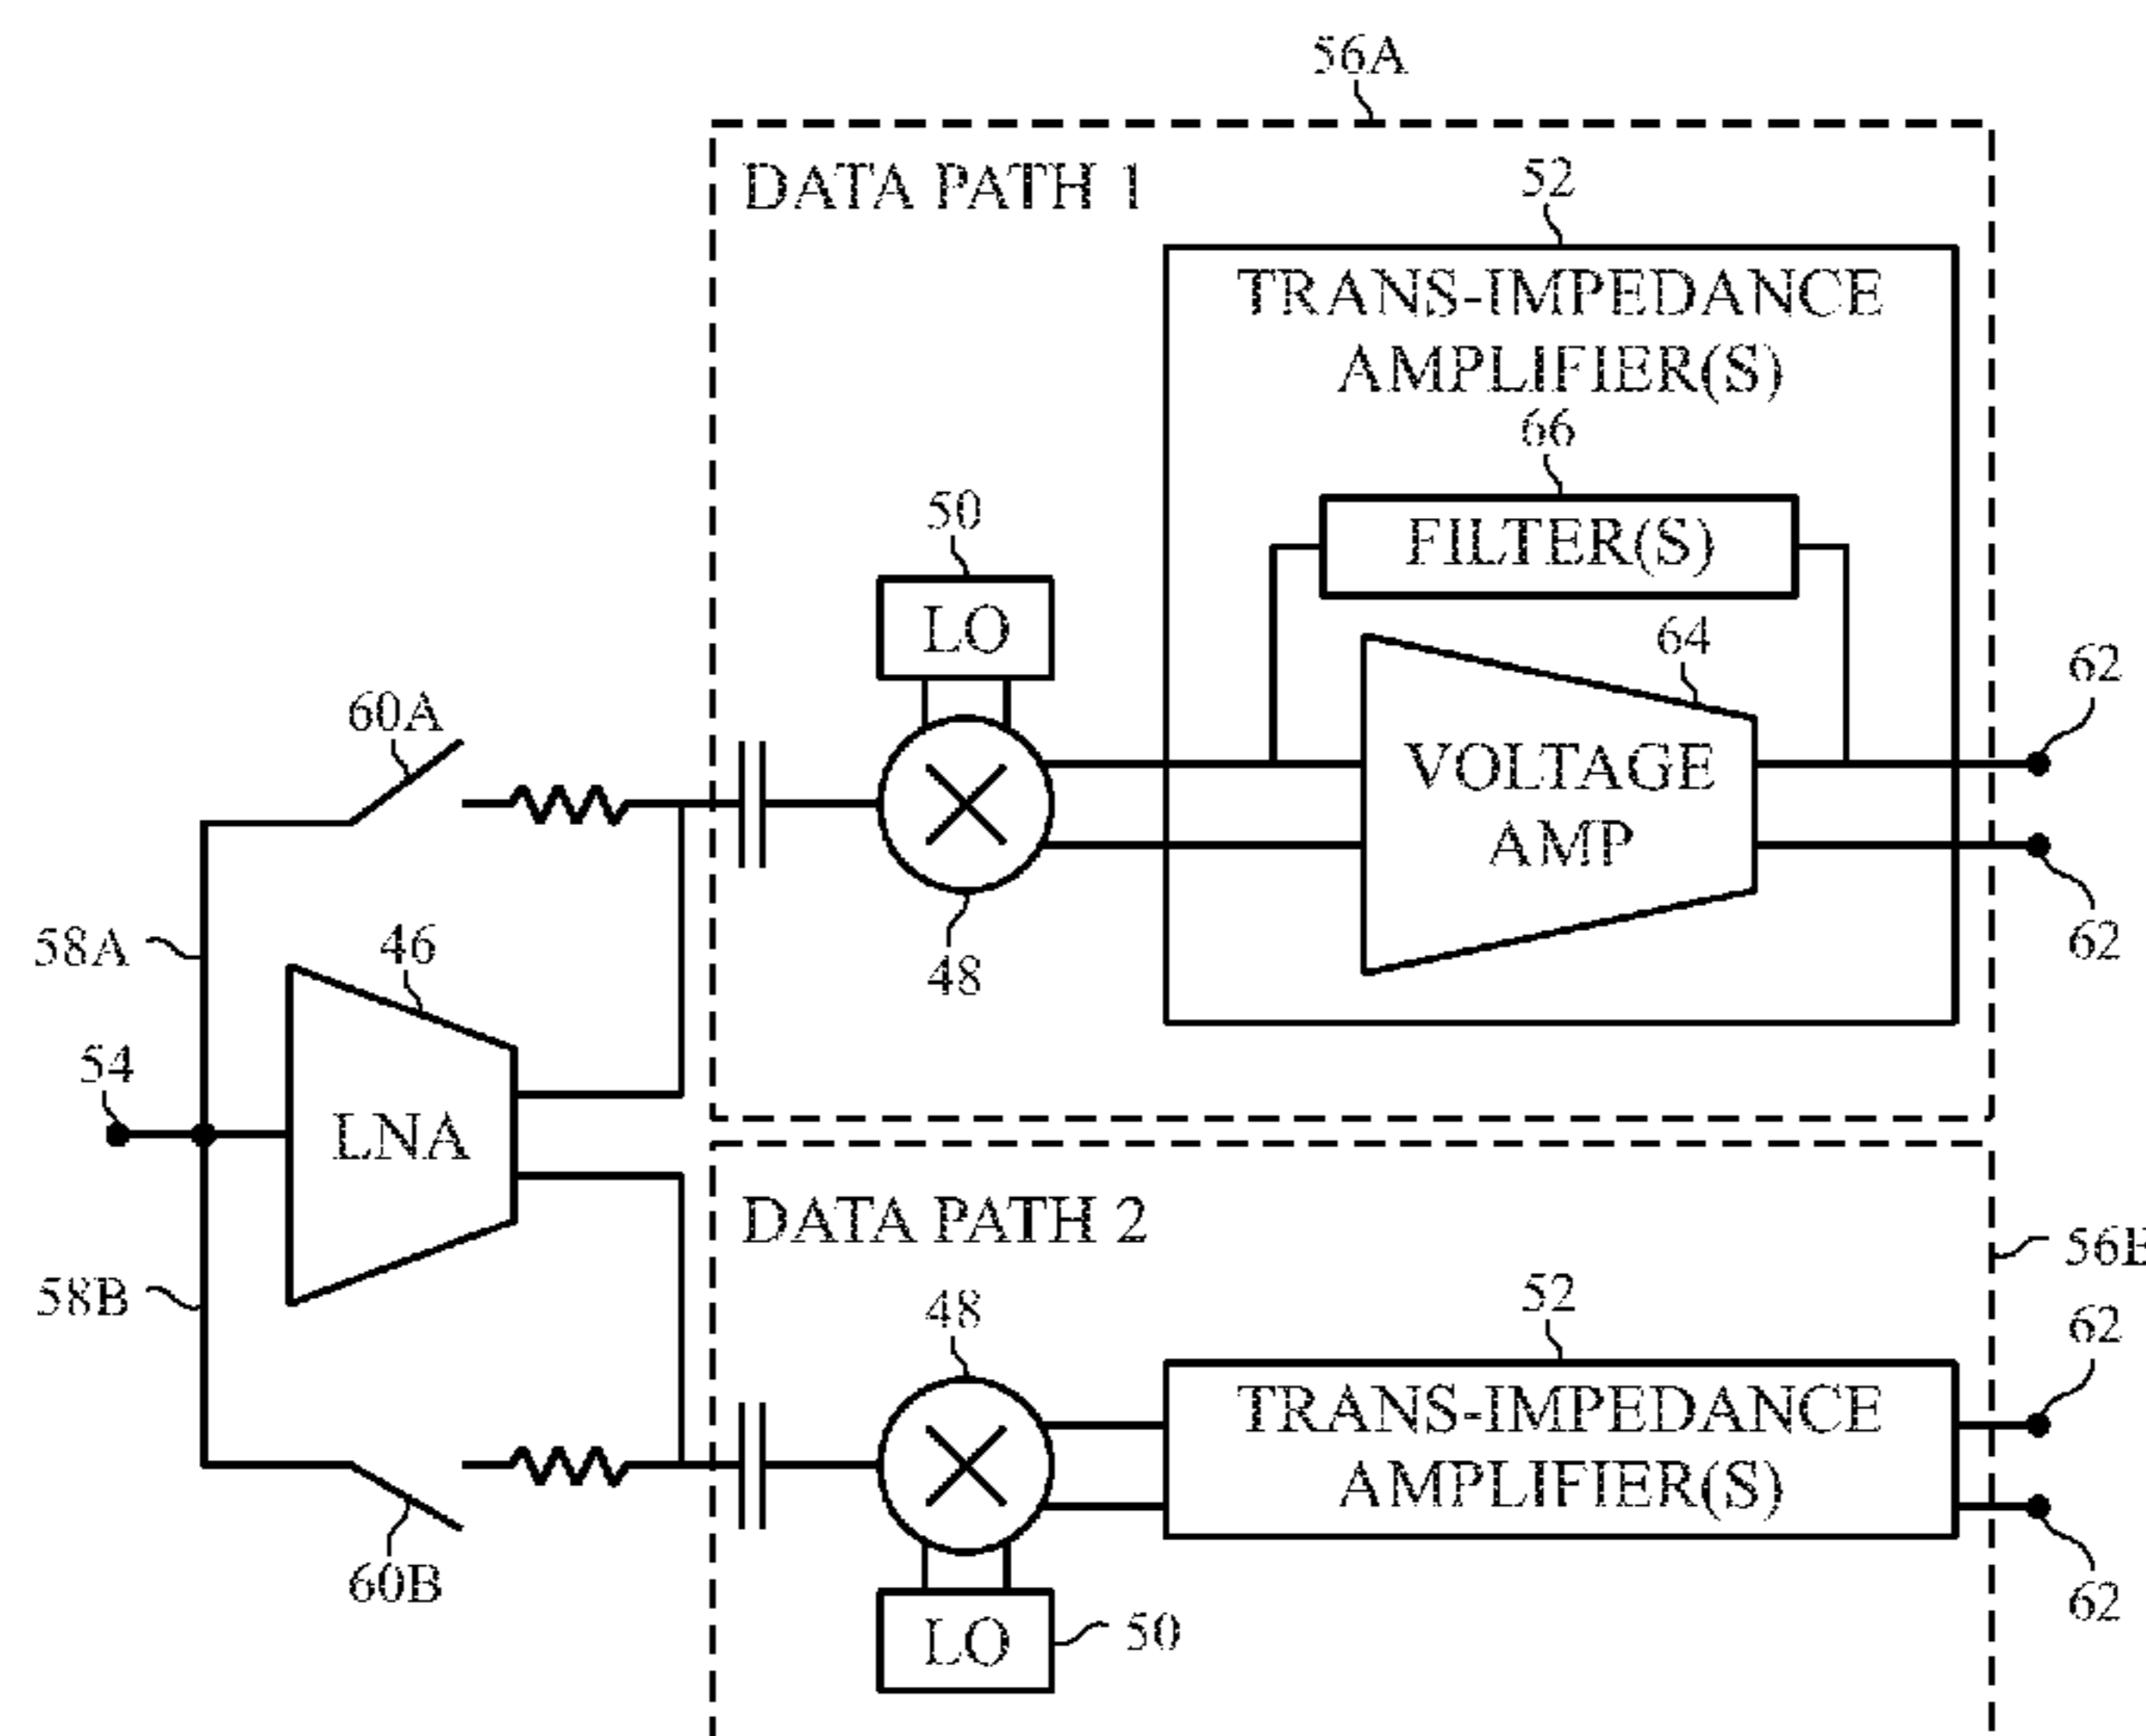 56A
DATA PATH 1
52
TRANS-IMPEDANCE
AMPLIFIER(S)
66
FILTER(S)
50
LO
64
62
60A
VOLTAGE
AMP
48
62
58A
46
54
LNA
DATA PATH 2
56B
58B
48
52
62
TRANS-IMPEDANCE
AMPLIFIER(S)
60B
62
LO
50